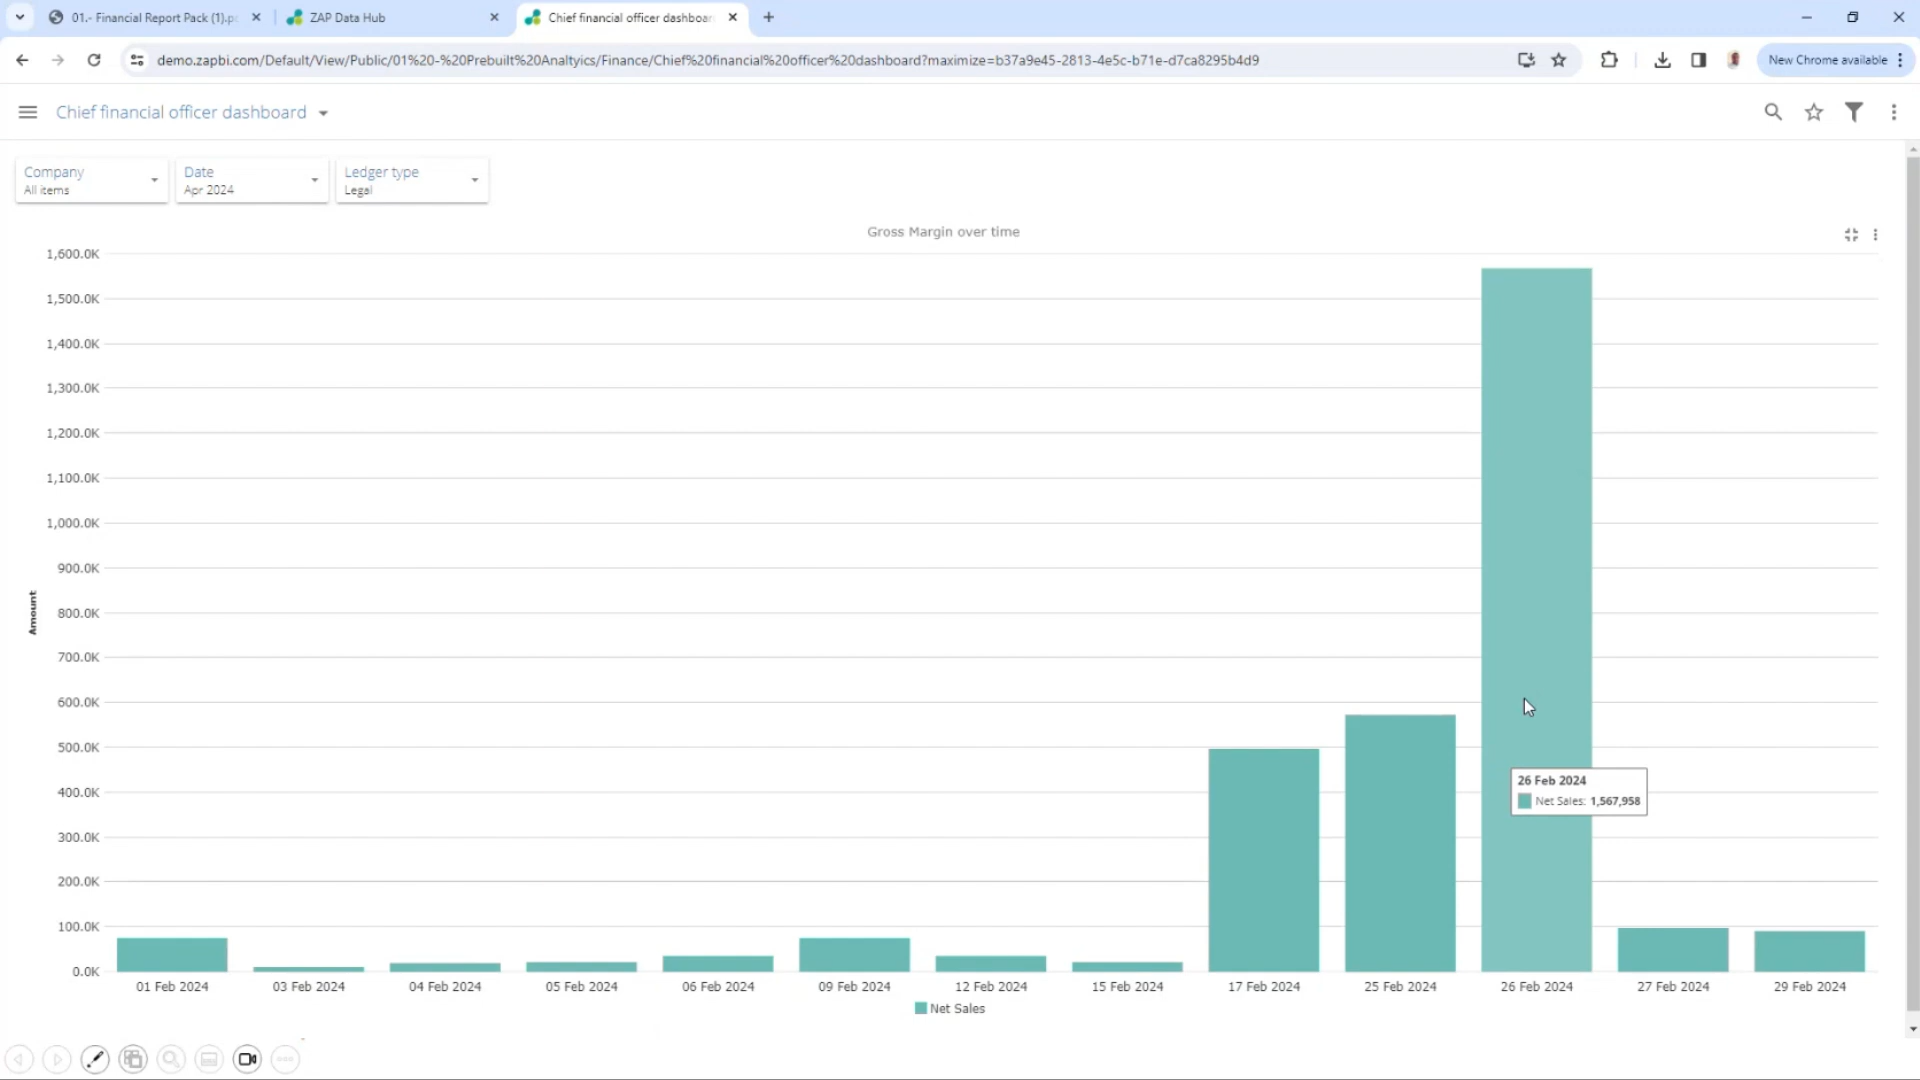 01.- Financial Report Pack (1).p
ZAP Data Hub
Chief financial officer dashboar
demo.zapbi.com/Default/View/Public/01%20-%20Prebuilt%20Analtyics/Finance/Chief%20financial%20officer%20dashboard?maximize=b37a9e45-2813-4e5c-b71e-d7ca8295b4d9
New Chrome available
Chief financial officer dashboard
Company
All items
Date
Apr 2024
Ledger type
Legal
Gross Margin over time
1,600.0K
1,500.0K
1,400.0K
1,300.0K
1,200.0K
1,100.0K
1,000.0K
900.0K
800.0K
700.0K
600.0K
500.0K
400.0K
300.0K
200.0K
100.0K
0.0K
Amount
26 Feb 2024
Net Sales: 1,567,958
01 Feb 2024
03 Feb 2024
04 Feb 2024
05 Feb 2024
06 Feb 2024
09 Feb 2024
12 Feb 2024
15 Feb 2024
17 Feb 2024
25 Feb 2024
26 Feb 2024
27 Feb 2024
29 Feb 2024
Net Sales